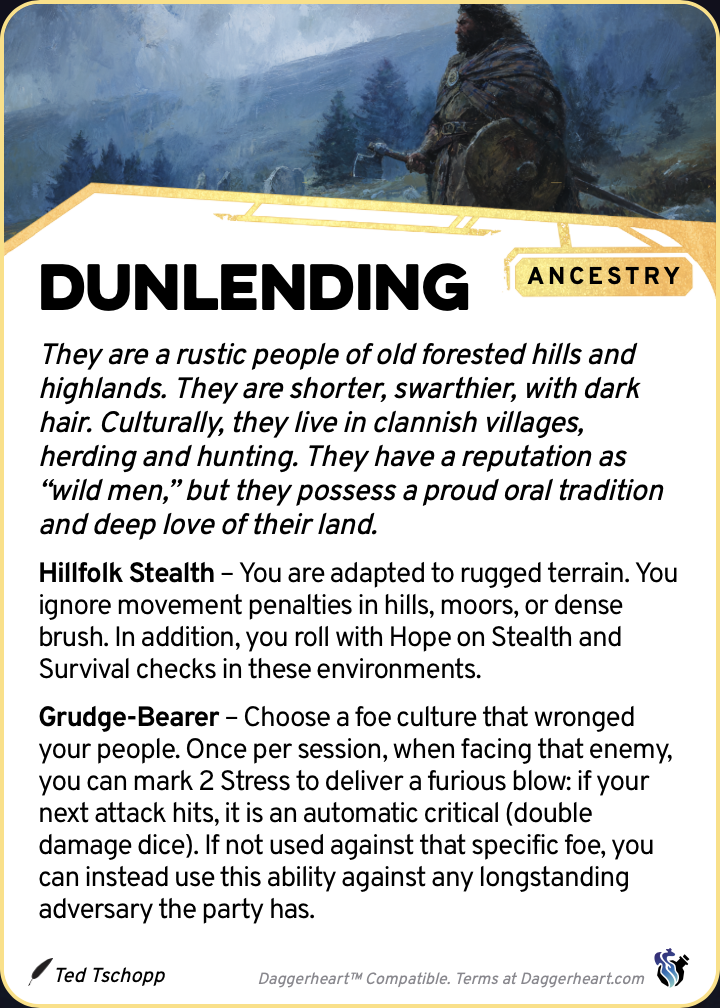 DUNLENDING
ANCESTRY
They are a rustic people of old forested hills and
highlands. They are shorter, swarthier, with dark
hair. Culturally, they live in clannish villages,
herding and hunting. They have a reputation as
“wild men,” but they possess a proud oral tradition
and deep love of their land.
Hillfolk Stealth – You are adapted to rugged terrain. You
ignore movement penalties in hills, moors, or dense
brush. In addition, you roll with Hope on Stealth and
Survival checks in these environments.
Grudge-Bearer – Choose a foe culture that wronged
your people. Once per session, when facing that enemy,
you can mark 2 Stress to deliver a furious blow: if your
next attack hits, it is an automatic critical (double
damage dice). If not used against that specific foe, you
can instead use this ability against any longstanding
adversary the party has.
Ted Tschopp
Daggerheart™ Compatible. Terms at Daggerheart.com